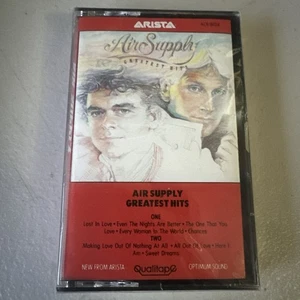 ARISTA
Air Supply
GREATEST HITS
AIR SUPPLY
GREATEST HITS
ONE
Lost In Love • Even The Nights Are Better • The One That You
Love • Every Woman In The World • Chances
TWO
Making Love Out Of Nothing At All • All Out Of Love • Here I
Am • Sweet Dreams
NEW FROM ARISTA
Qualitape
OPTIMUM SOUND